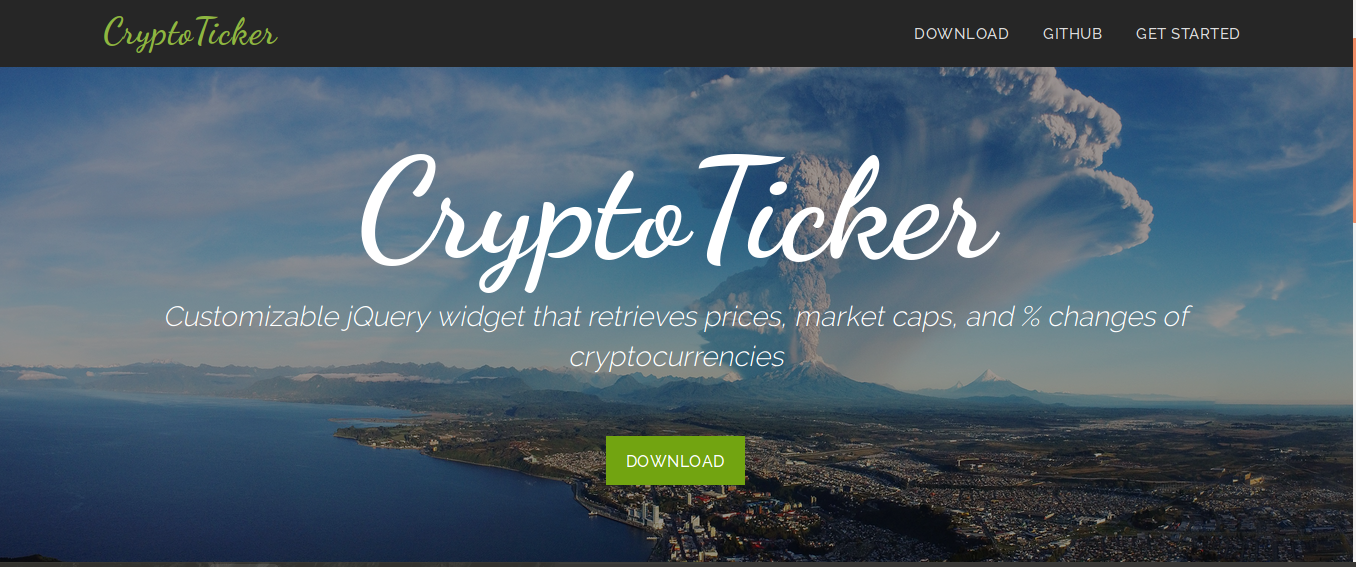 CryptoTicker
DOWNLOAD GITHUB GET STARTED
CryptoTicker
Customizable jQuery widget that retrieves prices, market caps, and % changes of
cryptocurrencies
DOWNLOAD